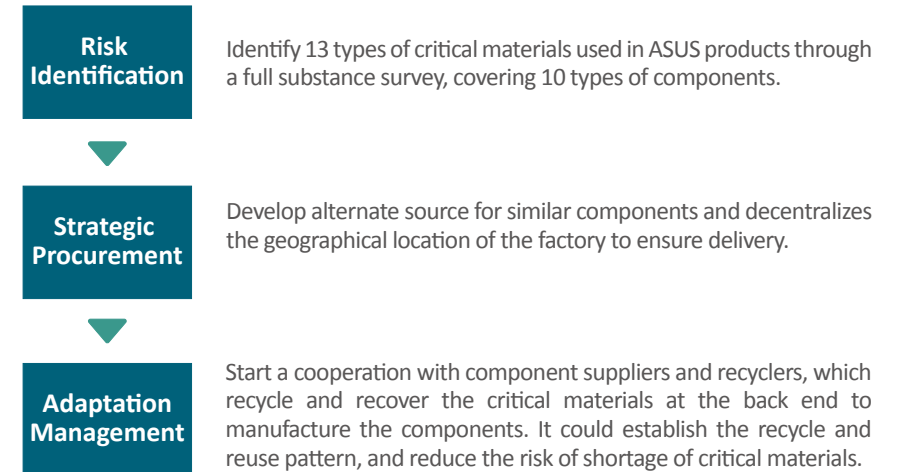 Risk
Identification
Identify 13 types of critical materials used in ASUS products through
a full substance survey, covering 10 types of components.
Strategic
Procurement
Develop alternate source for similar components and decentralizes
the geographical location of the factory to ensure delivery.
Adaptation
Management
Start a cooperation with component suppliers and recyclers, which
recycle and recover the critical materials at the back end to
manufacture the components. It could establish the recycle and
reuse pattern, and reduce the risk of shortage of critical materials.